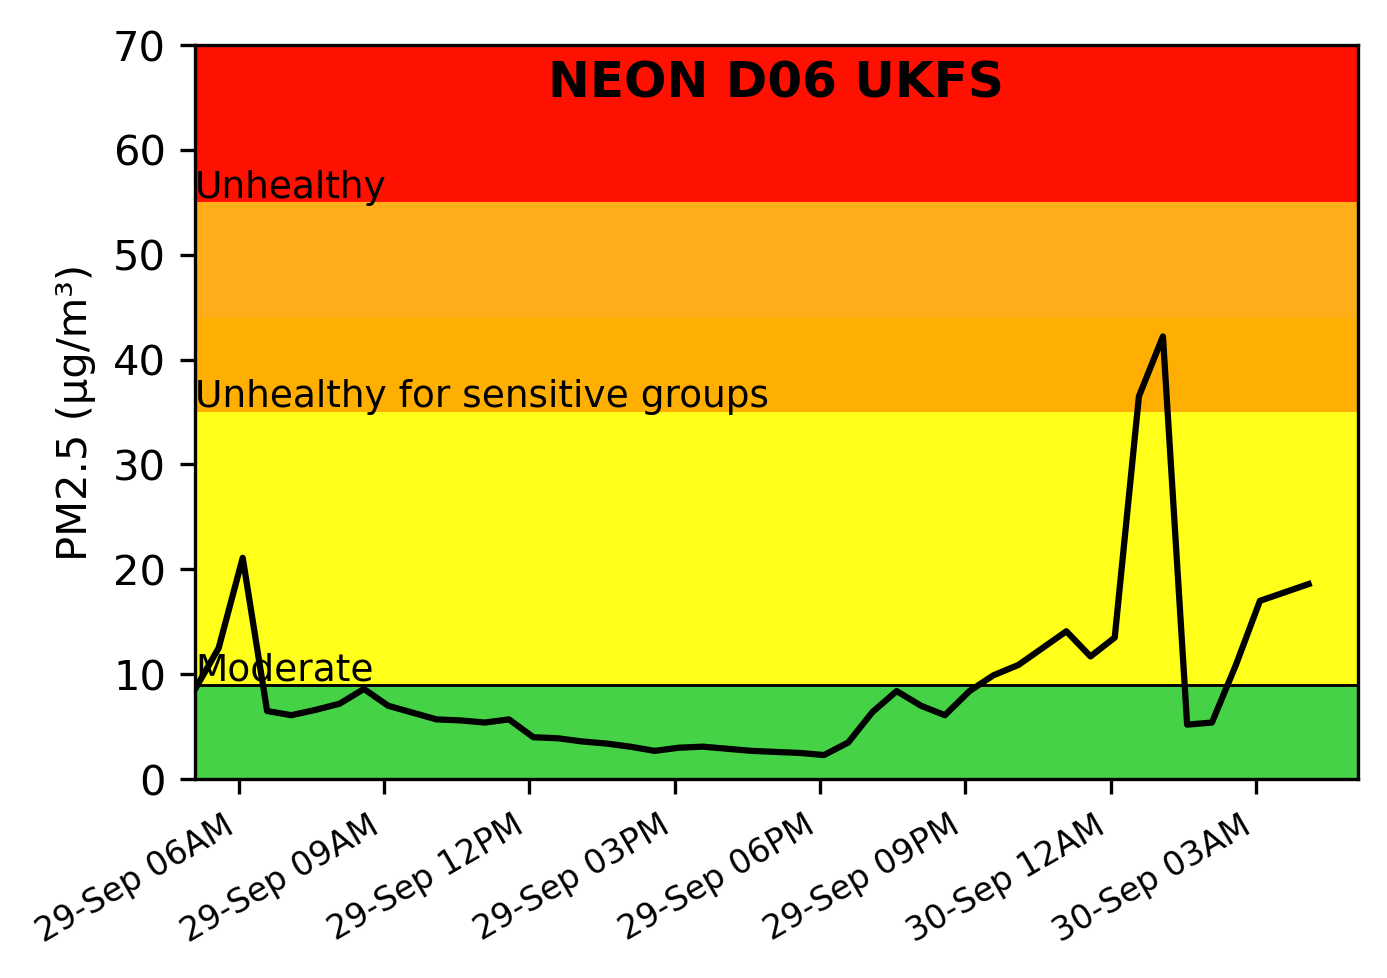 NEON D06 UKFS
70
60
50
40
30
20
10
0
PM2.5 (µg/m³)
Unhealthy
Unhealthy for sensitive groups
Moderate
29-Sep 06AM
29-Sep 09AM
29-Sep 12PM
29-Sep 03PM
29-Sep 06PM
29-Sep 09PM
30-Sep 12AM
30-Sep 03AM